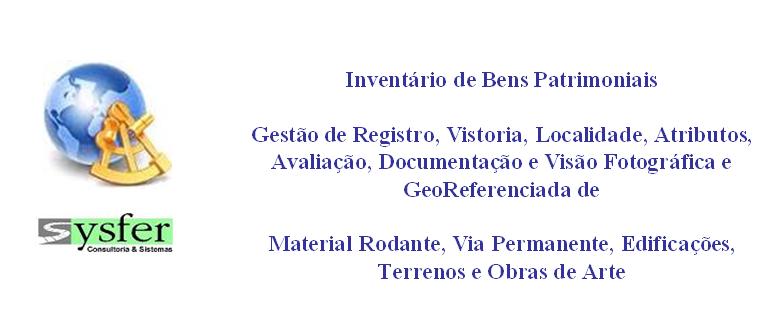 Inventário de Bens Patrimoniais
Gestão de Registro, Vistoria, Localidade, Atributos,
Avaliação, Documentação e Visão Fotográfica e
GeoReferenciada de
Material Rodante, Via Permanente, Edificações,
Terrenos e Obras de Arte
Sysfer
Consultoria & Sistemas